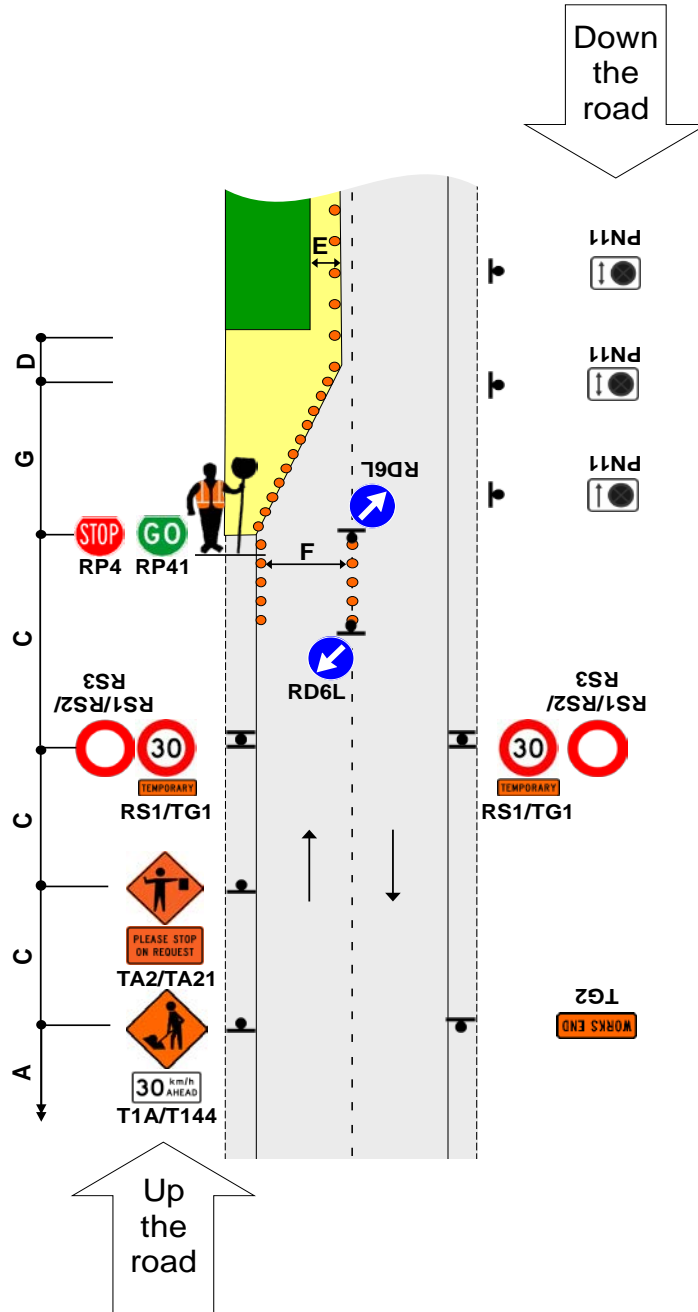 Down
the
road
PN11
E
D
PN11
G
RD6L
PN11
STOP
GO
RP4
RP41
F
C
RD6L
RS1/RS2/
RS3
30
TEMPORARY
RS1/TG1
RS1/RS2/
RS3
30
TEMPORARY
RS1/TG1
C
PLEASE STOP
ON REQUEST
TA2/TA21
C
TG2
WORKS END
30 km/h
AHEAD
T1A/T144
A
Up
the
road